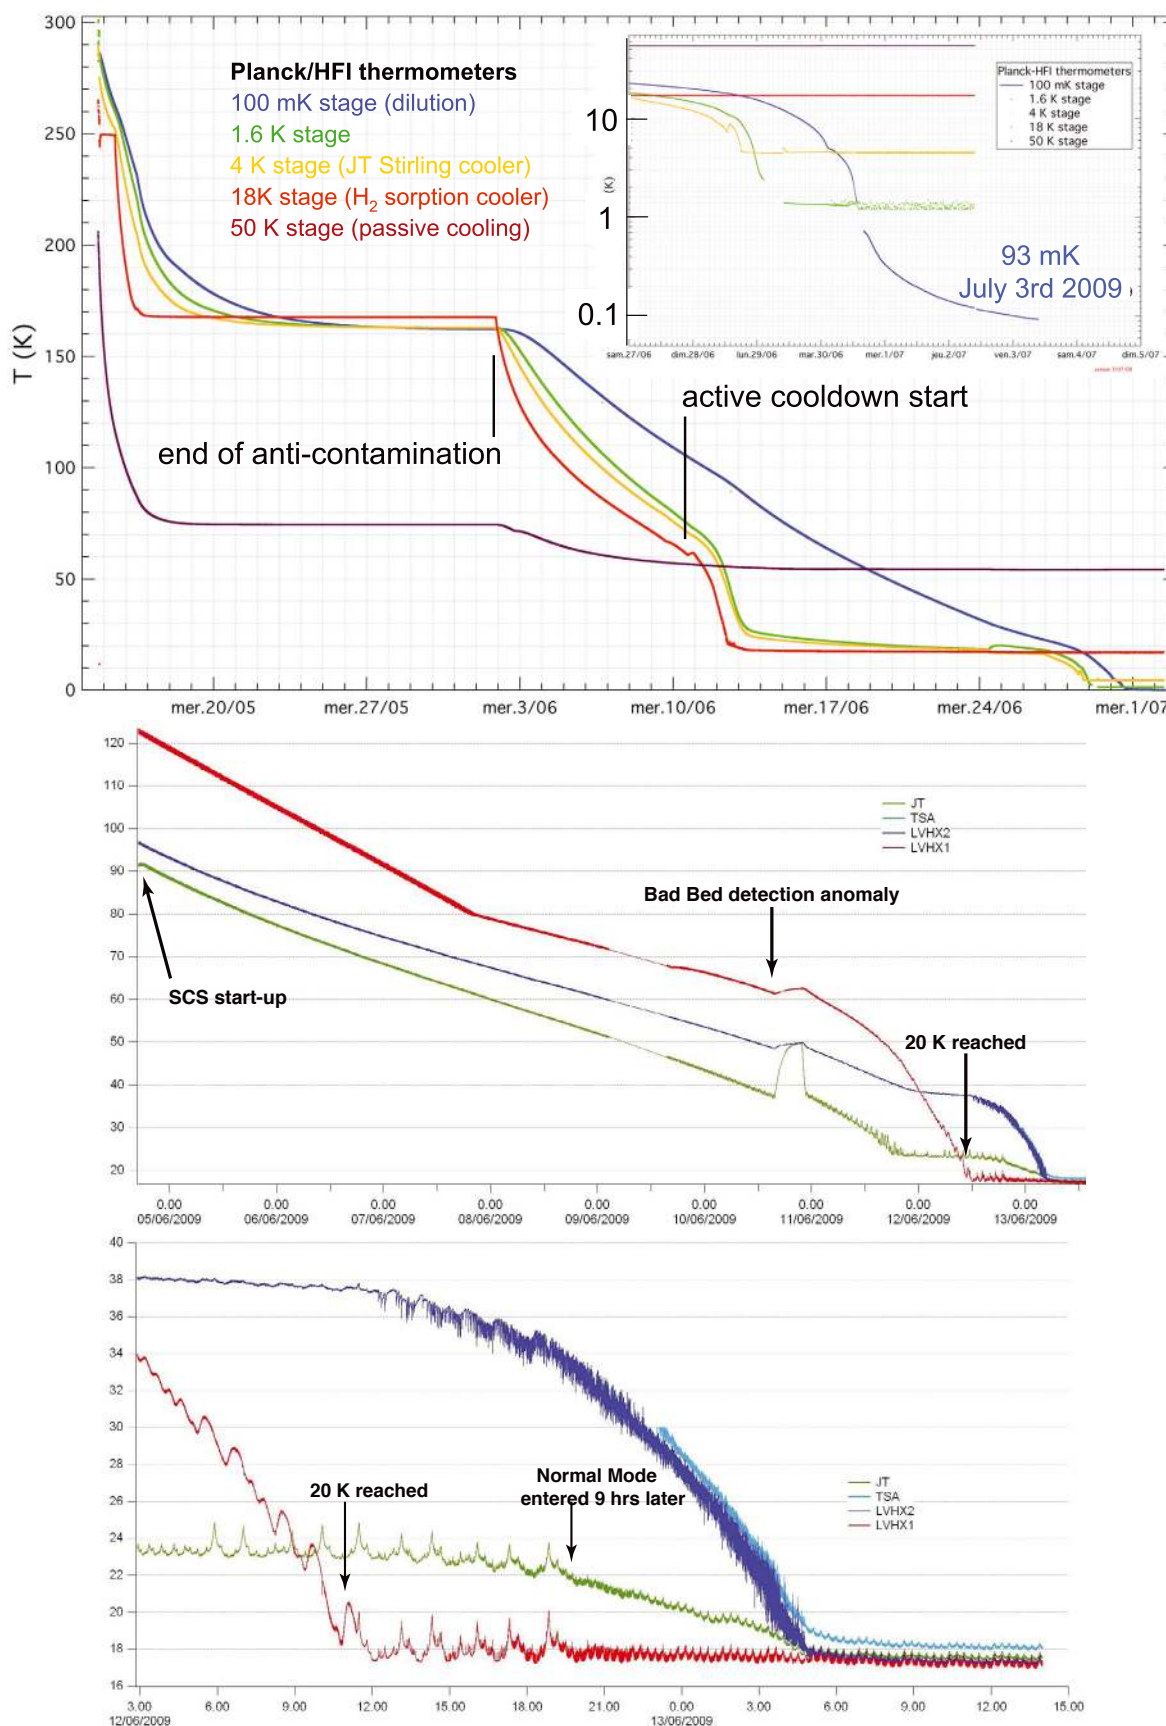 300
250
200
150
100
50
0
T (K)
Planck/HFI thermometers
100 mK stage (dilution)
1.6 K stage
4 K stage (JT Stirling cooler)
18K stage (H2 sorption cooler)
50 K stage (passive cooling)
10
1
0.1
(K)
Planck-HFI thermometers
100 mK stage
1.6 K stage
4 K stage
18 K stage
50 K stage
93 mK
July 3rd 2009
sam.27/06 dim.28/06 lun.29/06 mar.30/06 mer.1/07 jeu.2/07 ven.3/07 sam.4/07 dim.5/07
active cooldown start
end of anti-contamination
mer.20/05 mer.27/05 mer.3/06 mer.10/06 mer.17/06 mer.24/06 mer.1/07
120
110
100
90
80
70
60
50
40
30
20
JT
TSA
LVHX2
LVHX1
Bad Bed detection anomaly
SCS start-up
20 K reached
0.00 0.00 0.00 0.00 0.00 0.00 0.00 0.00 0.00
05/06/2009 06/06/2009 07/06/2009 08/06/2009 09/06/2009 10/06/2009 11/06/2009 12/06/2009 13/06/2009
40
38
36
34
32
30
28
26
24
22
20
18
16
20 K reached
Normal Mode
entered 9 hrs later
JT
TSA
LVHX2
LVHX1
3.00 6.00 9.00 12.00 15.00 18.00 21.00 0.00 3.00 6.00 9.00 12.00 15.00
12/06/2009 13/06/2009